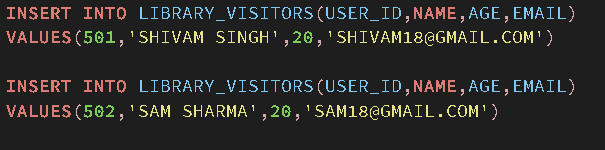 INSERT INTO LIBRARY_VISITORS(USER_ID,NAME,AGE,EMAIL)
VALUES(501,'SHIVAM SINGH',20,'SHIVAM18@GMAIL.COM')
INSERT INTO LIBRARY_VISITORS(USER_ID,NAME,AGE,EMAIL)
VALUES(502,'SAM SHARMA',20,'SAM18@GMAIL.COM')